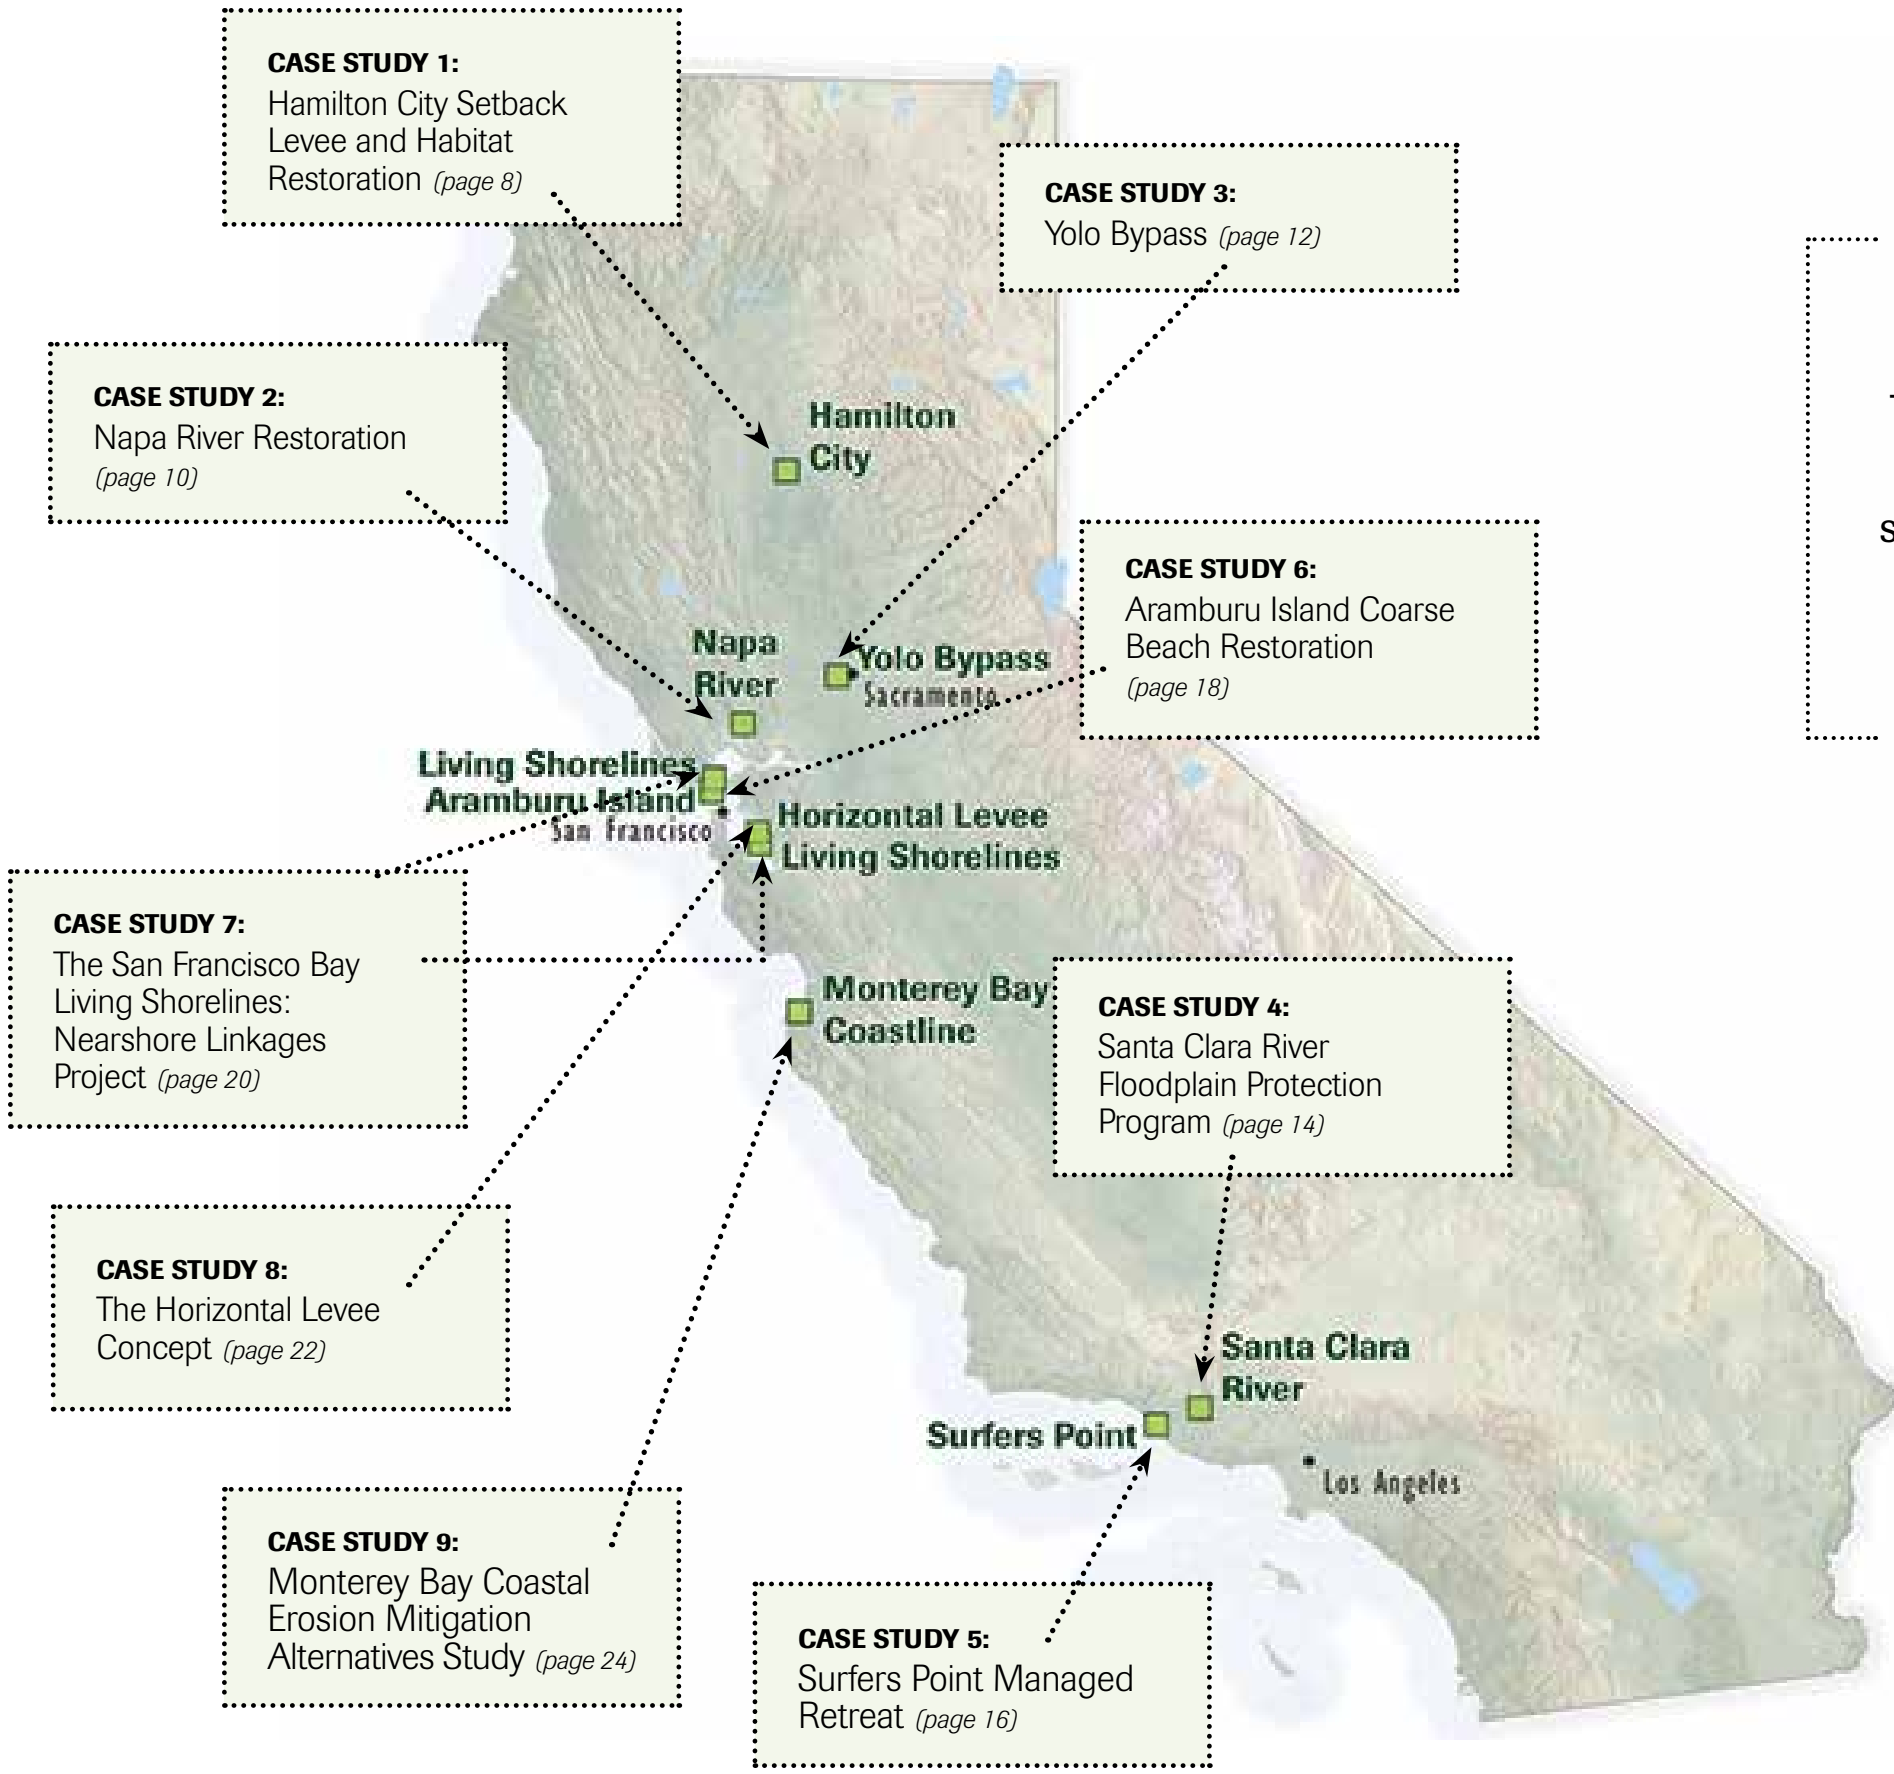 CASE STUDY 1:
Hamilton City Setback
Levee and Habitat
Restoration (page 8)
CASE STUDY 3:
Yolo Bypass (page 12)
CASE STUDY 2:
Napa River Restoration
(page 10)
Hamilton
City
CASE STUDY 6:
Aramburu Island Coarse
Beach Restoration
(page 18)
Napa
River
Yolo Bypass
Sacramento
Living Shorelines
Aramburu Island
San Francisco
Horizontal Levee
Living Shorelines
CASE STUDY 7:
The San Francisco Bay
Living Shorelines:
Nearshore Linkages
Project (page 20)
Monterey Bay
Coastline
CASE STUDY 4:
Santa Clara River
Floodplain Protection
Program (page 14)
CASE STUDY 8:
The Horizontal Levee
Concept (page 22)
Santa Clara
River
Surfers Point
Los Angeles
CASE STUDY 9:
Monterey Bay Coastal
Erosion Mitigation
Alternatives Study (page 24)
CASE STUDY 5:
Surfers Point Managed
Retreat (page 16)